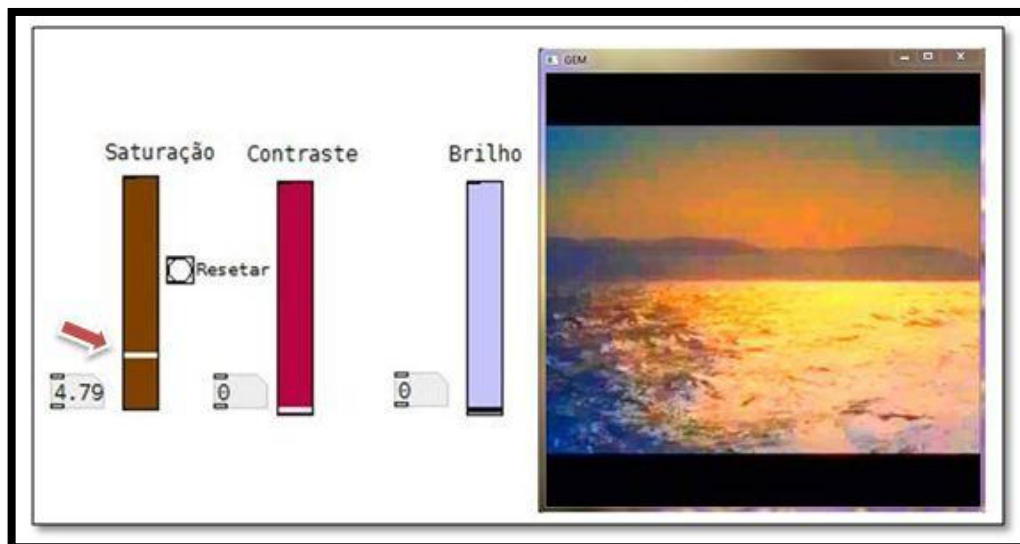 GEM
Saturação
Contraste
Brilho
Resetar
4.79
0
0